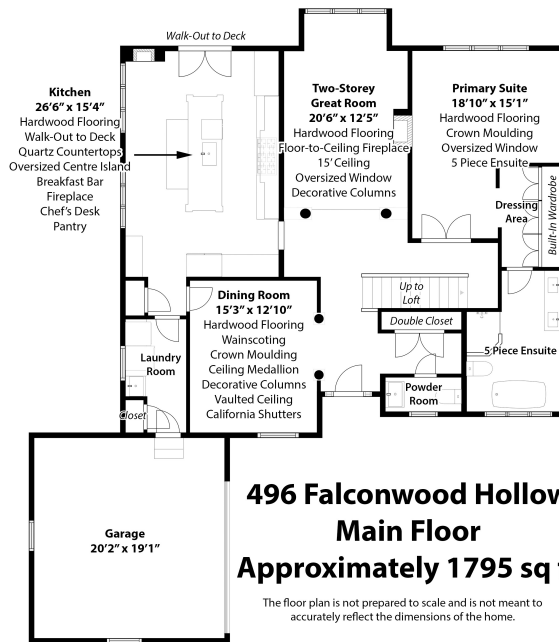 Walk-Out to Deck
Kitchen
26'6” x 15'4”
Hardwood Flooring
Walk-Out to Deck
Quartz Countertops
Oversized Centre Island
Breakfast Bar
Fireplace
Chef's Desk
Pantry
Two-Storey
Great Room
20'6” x 12'5”
Hardwood Flooring
Floor-to-Ceiling Fireplace
15' Ceiling
Oversized Window
Decorative Columns
Primary Suite
18'10” x 15'1”
Hardwood Flooring
Crown Moulding
Oversized Window
5 Piece Ensuite
Dressing
Area
Built-In Wardrobe
Up to
Loft
Double Closet
Dining Room
15'3” x 12'10”
Hardwood Flooring
Wainscoting
Crown Moulding
Ceiling Medallion
Decorative Columns
Vaulted Ceiling
California Shutters
Laundry
Room
Closet
5 Piece Ensuite
Powder
Room
Garage
20'2” x 19'1”
496 Falconwood Hollow
Main Floor
Approximately 1795 sq
The floor plan is not prepared to scale and is not meant to
accurately reflect the dimensions of the home.